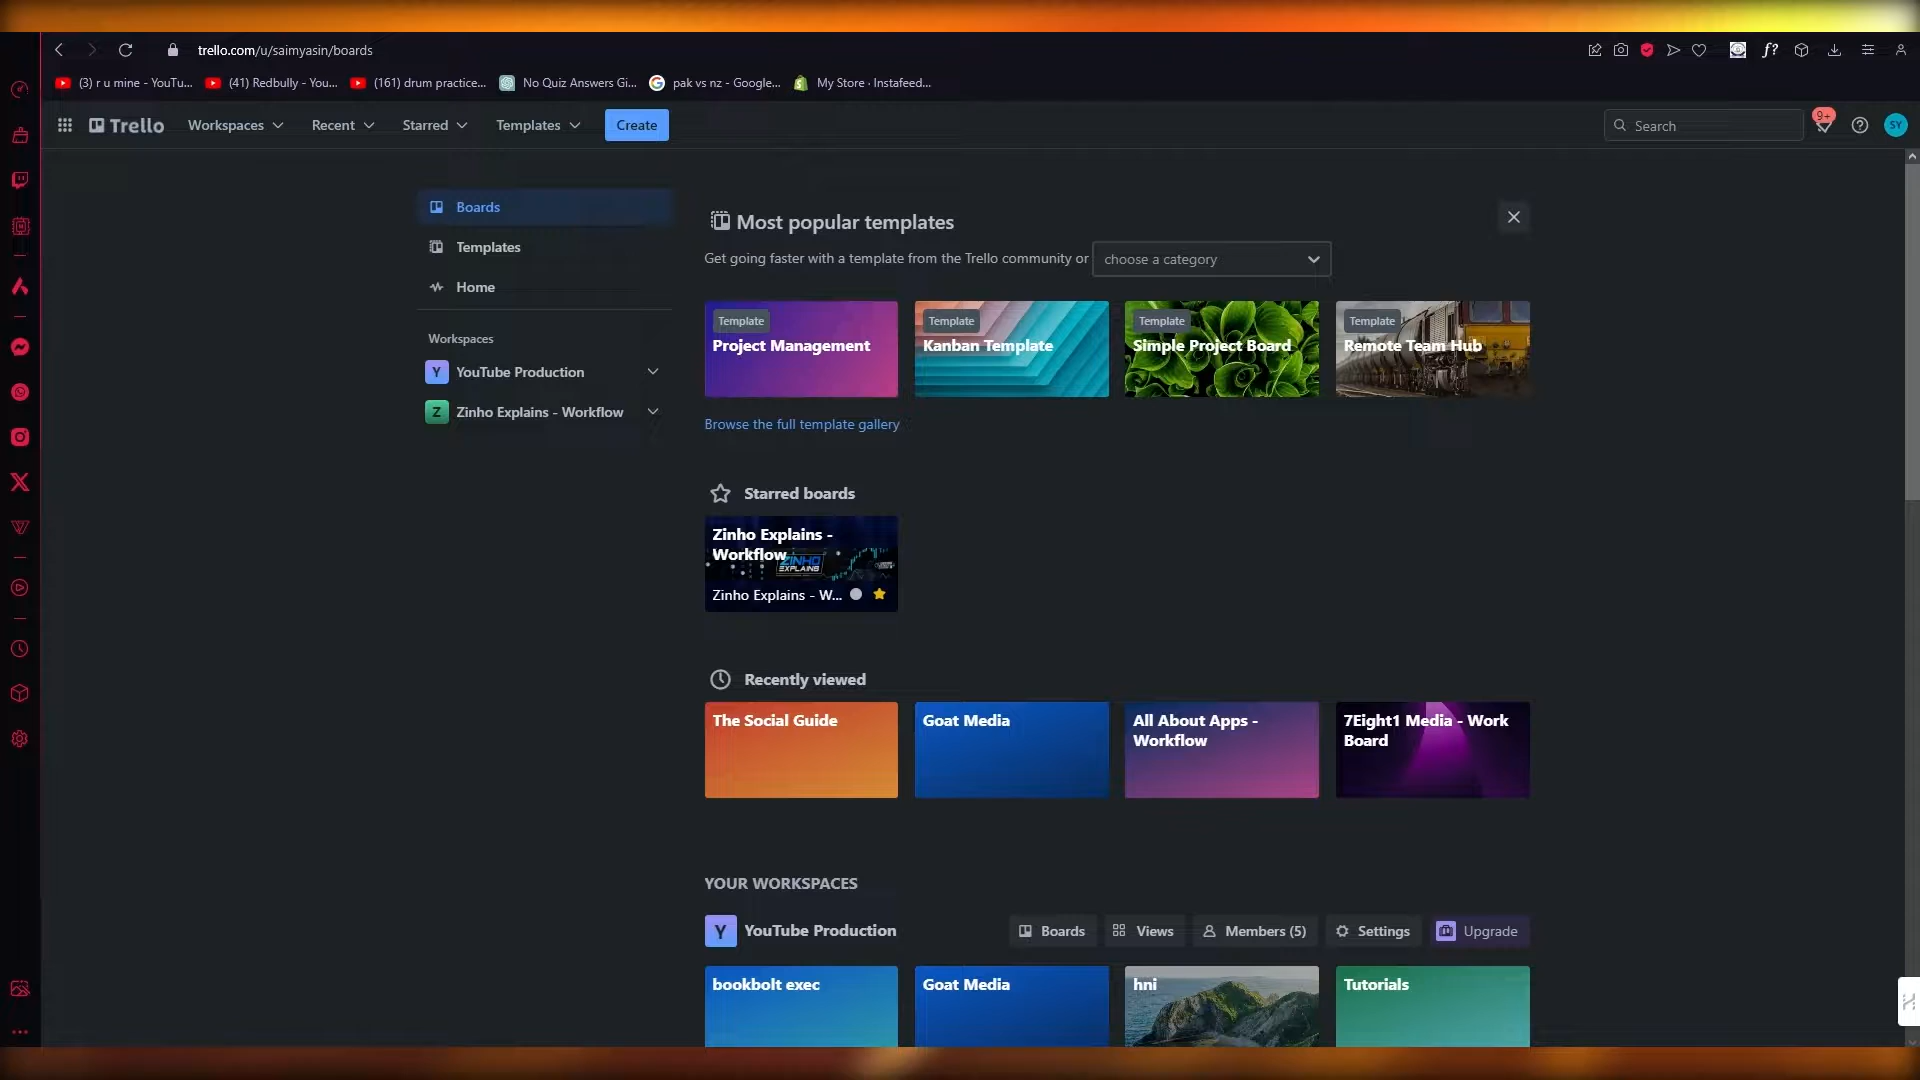 trello.com/u/saimyasin/boards
(3) r u mine - YouTu...
(41) Redbully - You...
(161) drum practice...
No Quiz Answers Gi...
pak vs nz - Google...
My Store · Instafeed...
Trello
Workspaces
Recent
Starred
Templates
Create
Search
9+
SY
Boards
Templates
Home
Workspaces
Y YouTube Production
Z Zinho Explains - Workflow
Most popular templates
Get going faster with a template from the Trello community or
choose a category
Template
Project Management
Template
Kanban Template
Template
Simple Project Board
Template
Remote Team Hub
Browse the full template gallery
Starred boards
Zinho Explains -
Workflow
ZINHO
EXPLAINS
Zinho Explains - W...
Recently viewed
The Social Guide
Goat Media
All About Apps -
Workflow
7Eight1 Media - Work
Board
YOUR WORKSPACES
Y YouTube Production
Boards
Views
Members (5)
Settings
Upgrade
bookbolt exec
Goat Media
hni
Tutorials